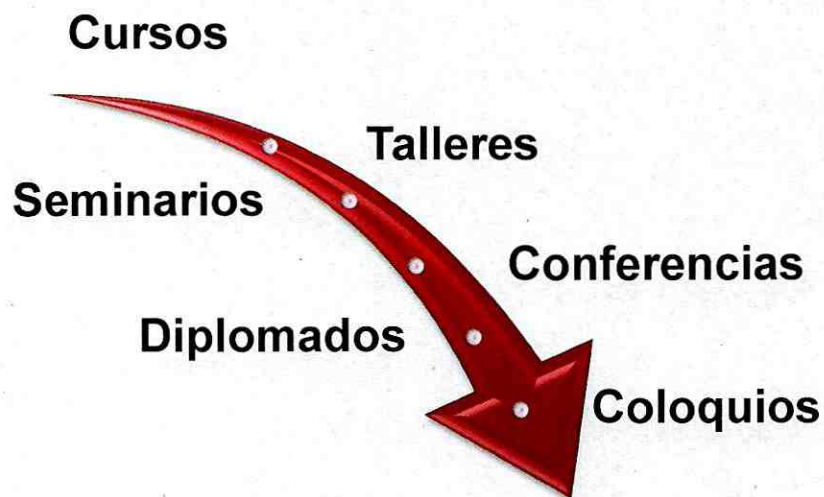 Cursos
Talleres
Seminarios
Conferencias
Diplomados
Coloquios